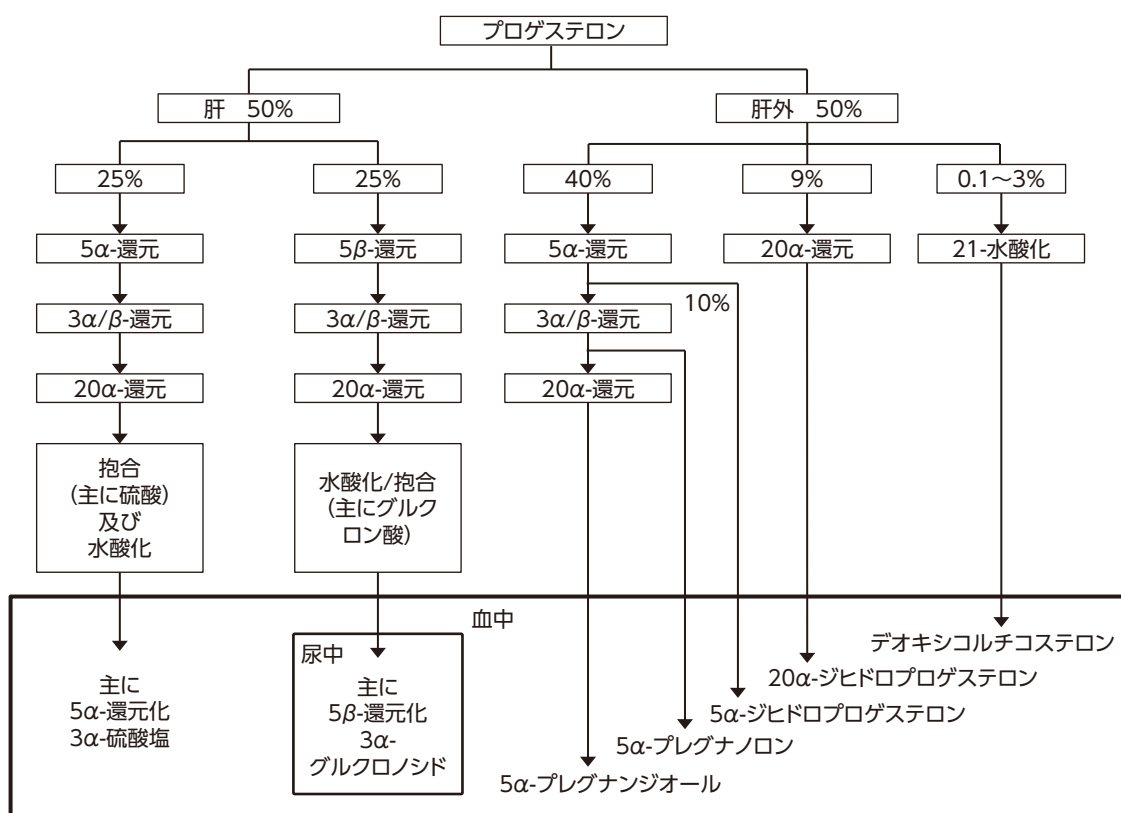 プロゲステロン
肝　50%
肝外　50%
25%
25%
40%
9%
0.1～3%
5α-還元
5β-還元
5α-還元
20α-還元
21-水酸化
10%
3α/β-還元
3α/β-還元
3α/β-還元
20α-還元
20α-還元
20α-還元
抱合
(主に硫酸)
及び
水酸化
水酸化/抱合
(主にグルク
ロン酸)
血中
尿中
主に
5α-還元化
3α-硫酸塩
主に
5β-還元化
3α-
グルクロノシド
デオキシコルチコステロン
20α-ジヒドロプロゲステロン
5α-ジヒドロプロゲステロン
5α-プレグナノロン
5α-プレグナンジオール